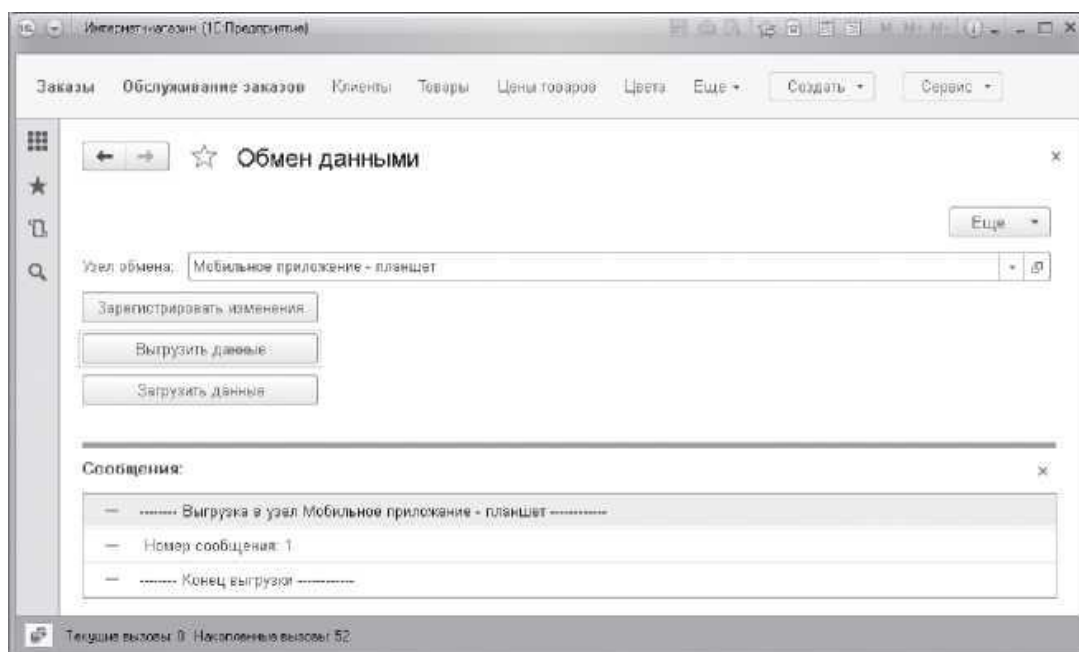 Интернет-магазин (1С:Предприятие)
M M+ M-
Заказы Обслуживание заказов Клиенты Товары Цены товаров Цвета Еще Создать Сервис
Обмен данными
Еще
Узел обмена: Мобильное приложение - планшет
Зарегистрировать изменения
Выгрузить данные
Загрузить данные
Сообщения:
-------- Выгрузка в узел Мобильное приложение - планшет ------------
Номер сообщения: 1
-------- Конец выгрузки ------------
Текущие вызовы: 0 Накопленные вызовы: 52